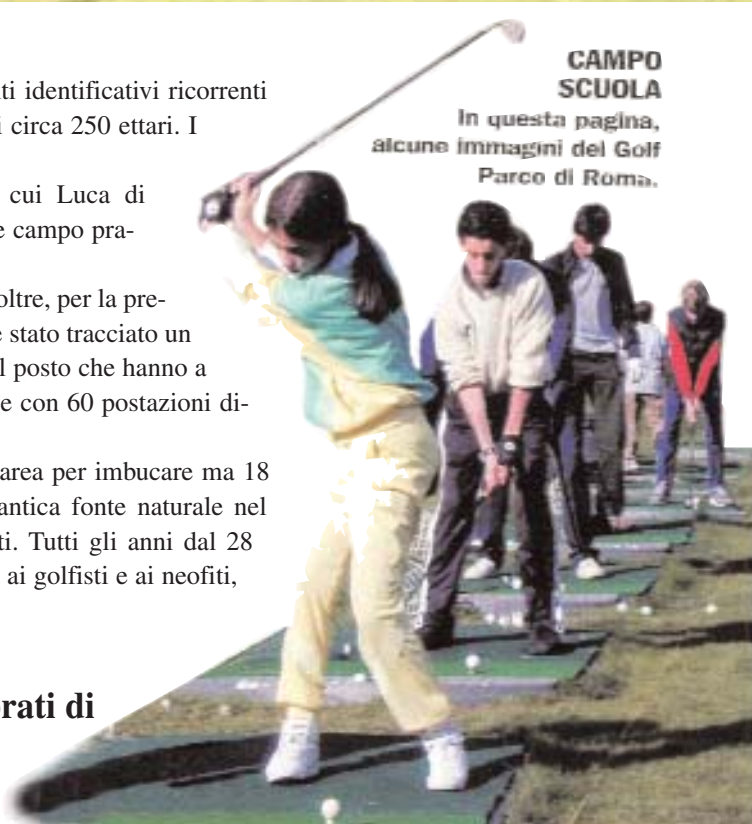 ti identificativi ricorrenti
i circa 250 ettari. I
cui Luca di
e campo pra-
oltre, per la pre-
e stato tracciato un
l posto che hanno a
e con 60 postazioni di-
area per imbucare ma 18
antica fonte naturale nel
ti. Tutti gli anni dal 28
ai golfisti e ai neofiti,
rati di
CAMPO
SCUOLA
In questa pagina,
alcune immagini del Golf
Parco di Roma.